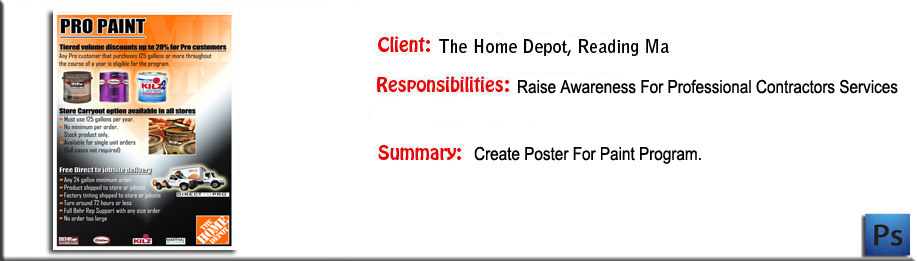 PRO PAINT
Tiered volume discounts up to 20% for Pro customers
Any Pro customer that purchases 125 gallons or more throughout
the course of a year is eligible for the program.
KILZ
Store Carryout option available in all stores
Must use 125 gallons per year.
No minimum per order.
Stock product only.
Available for single unit orders
(full cases not required)
Free Direct to jobsite delivery
Any 24 gallon minimum order
Product shipped to store or jobsite
Factory tinting shipped to store or jobsite
Turn around 72 hours or less
Full Behr Rep Support with any size order
No order too large
DIRECT PRO
THE HOME DEPOT
BEHR
Glidden
KILZ
MARTHA
Client: The Home Depot, Reading Ma
Responsibilities: Raise Awareness For Professional Contractors Services
Summary: Create Poster For Paint Program.
Ps